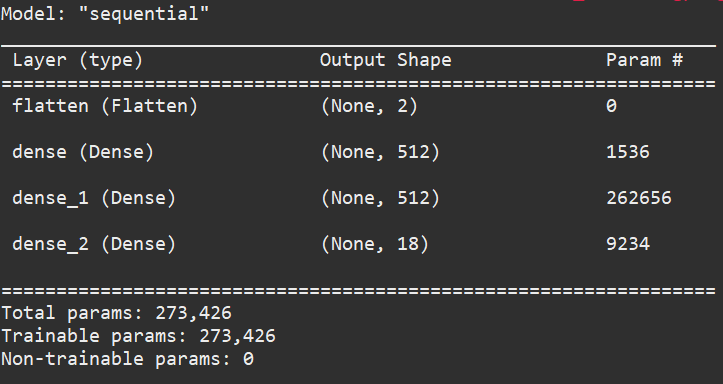 Model: "sequential"
Layer (type) Output Shape Param #
flatten (Flatten) (None, 2) 0
dense (Dense) (None, 512) 1536
dense_1 (Dense) (None, 512) 262656
dense_2 (Dense) (None, 18) 9234
Total params: 273,426
Trainable params: 273,426
Non-trainable params: 0